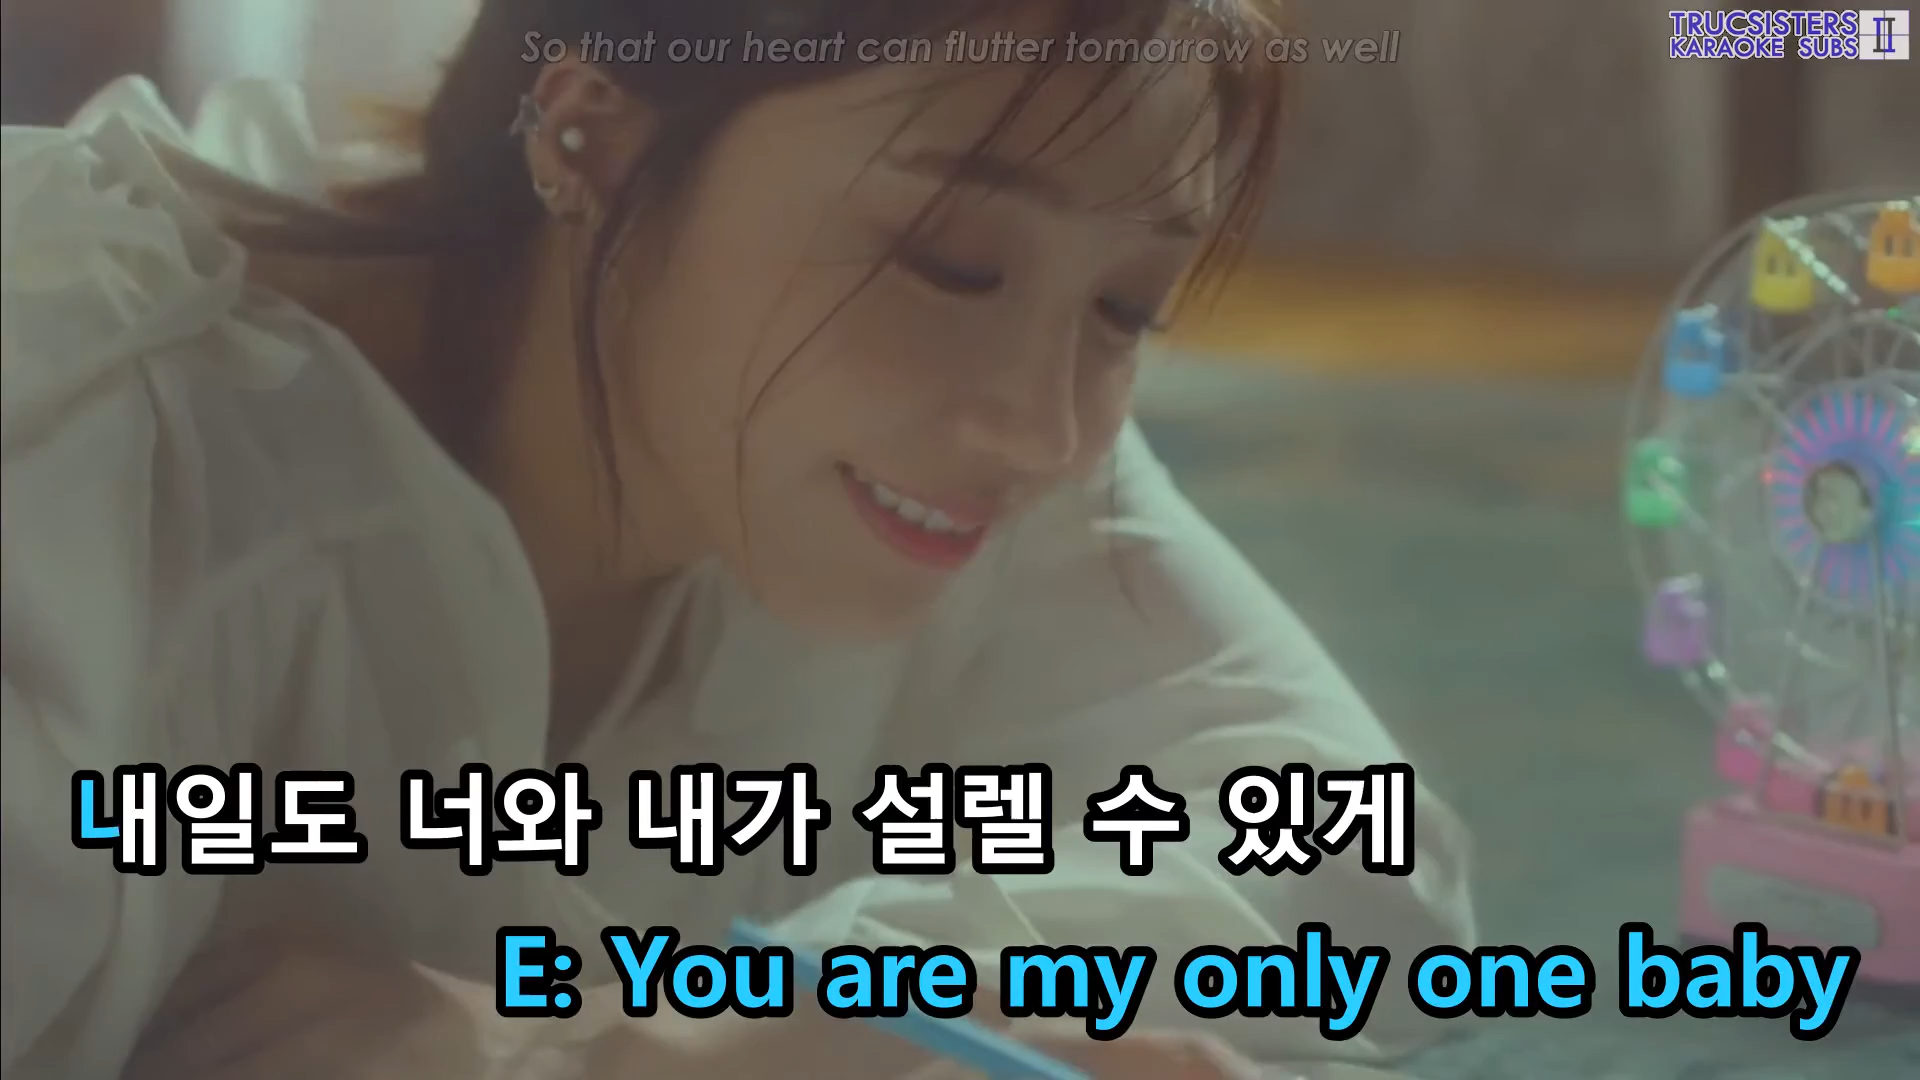 So that our heart can flutter tomorrow as well
TRUCSISTERS
KARAOKE SUBS II
내일도 너와 내가 설렐 수 있게
E: You are my only one baby